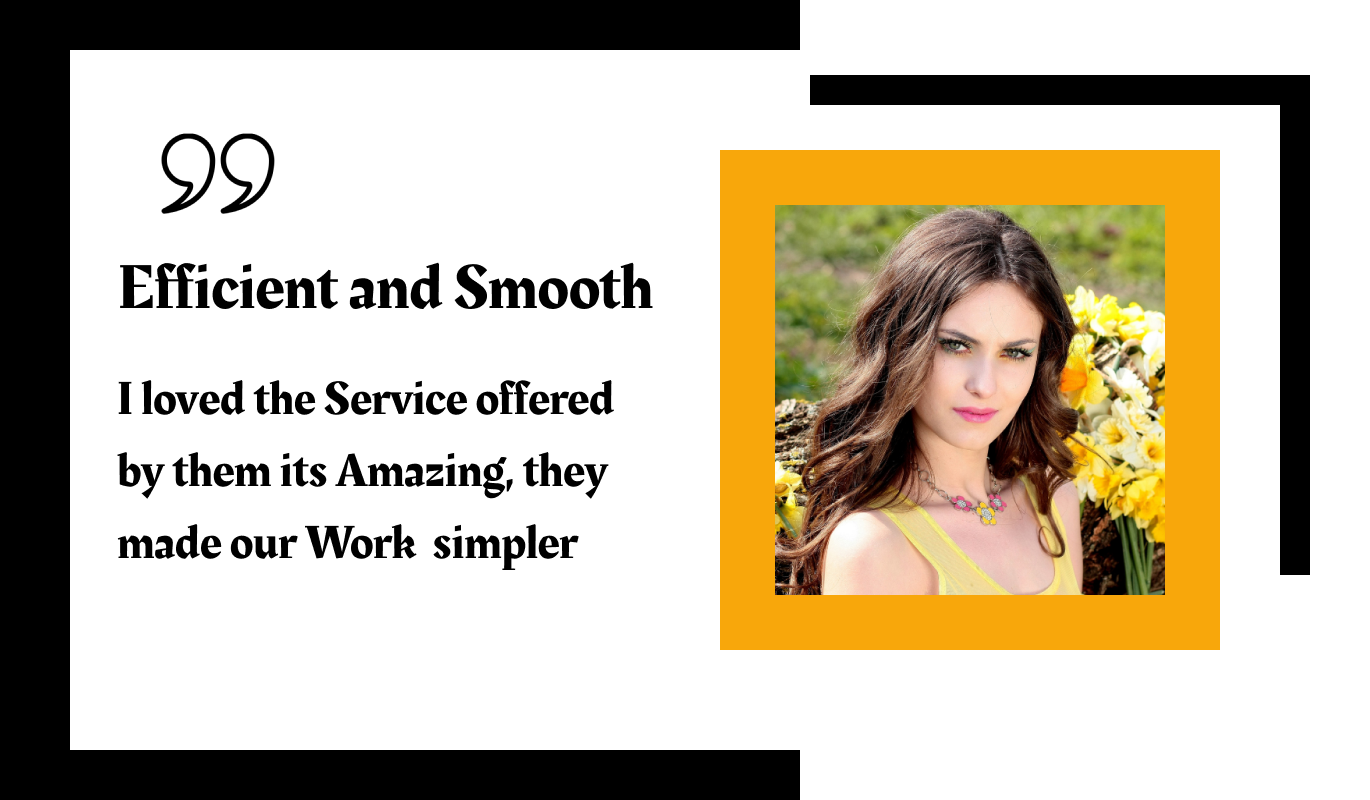 Efficient and Smooth
I loved the Service offered
by them its Amazing, they
made our Work  simpler